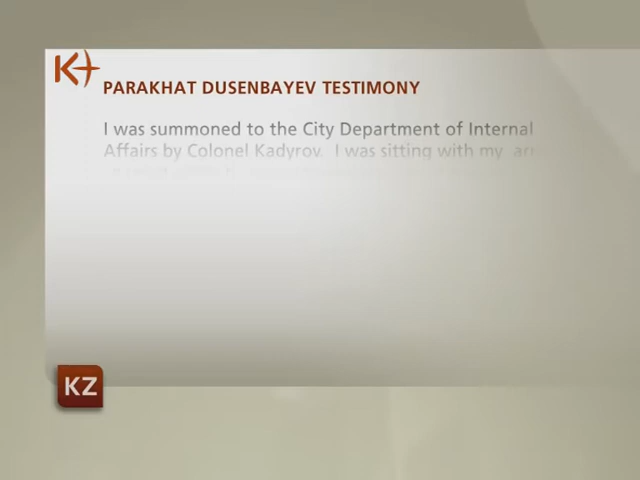 K+
PARAKHAT DUSENBAYEV TESTIMONY
I was summoned to the City Department of Internal
Affairs by Colonel Kadyrov. I was sitting with my
KZ